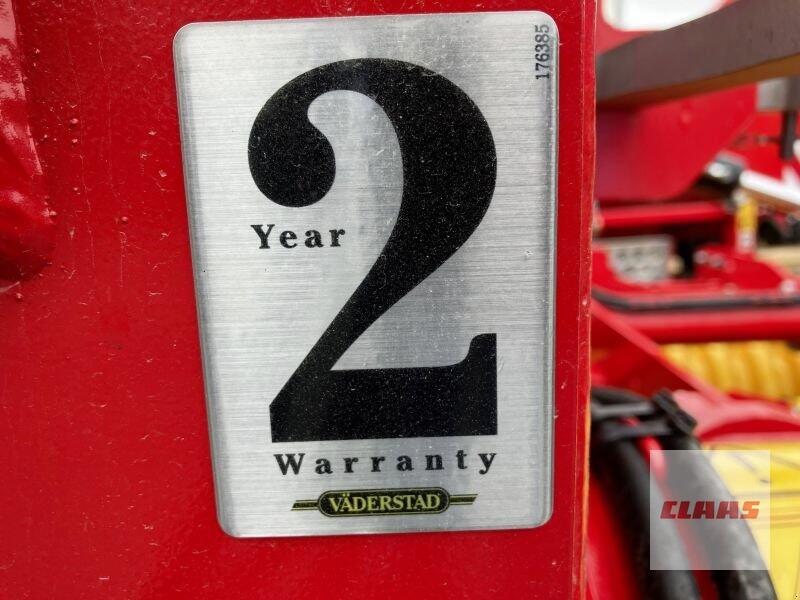 176385
2
Year
Warranty
VÄDERSTAD
CLAAS